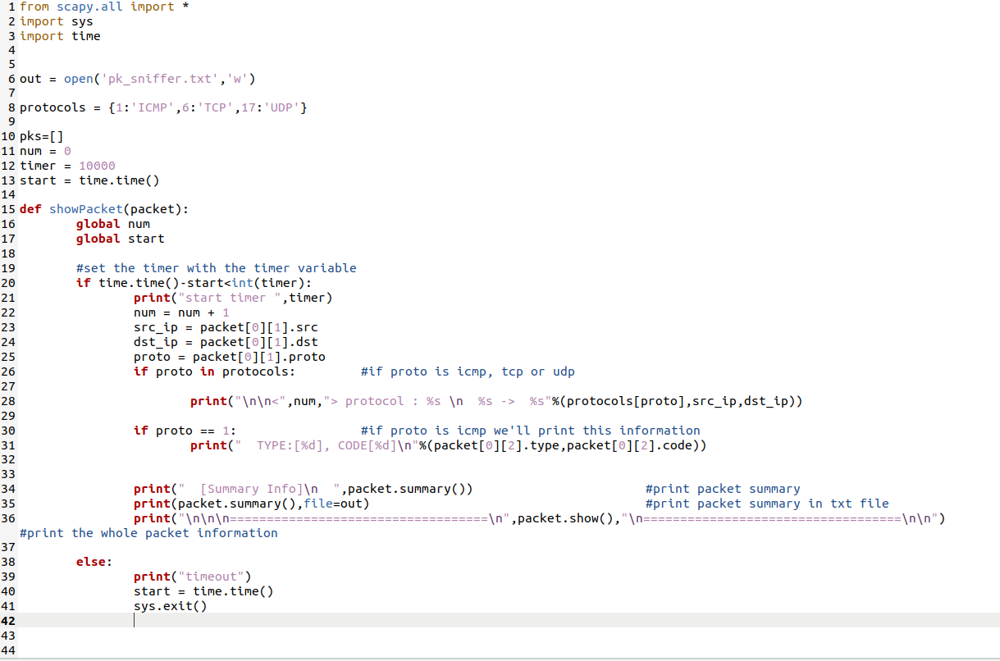 1 from scapy.all import *
2 import sys
3 import time
4
5
6 out = open('pk_sniffer.txt','w')
7
8 protocols = {1:'ICMP',6:'TCP',17:'UDP'}
9
10 pks=[]
11 num = 0
12 timer = 10000
13 start = time.time()
14
15 def showPacket(packet):
16         global num
17         global start
18
19         #set the timer with the timer variable
20         if time.time()-start<int(timer):
21                 print("start timer ",timer)
22                 num = num + 1
23                 src_ip = packet[0][1].src
24                 dst_ip = packet[0][1].dst
25                 proto = packet[0][1].proto
26                 if proto in protocols:         #if proto is icmp, tcp or udp
27
28                         print("\n\n<",num,"> protocol : %s \n  %s ->  %s"%(protocols[proto],src_ip,dst_ip))
29
30                 if proto == 1:                 #if proto is icmp we'll print this information
31                         print("  TYPE:[%d], CODE[%d]\n"%(packet[0][2].type,packet[0][2].code))
32
33
34                 print("  [Summary Info]\n  ",packet.summary())                       #print packet summary
35                 print(packet.summary(),file=out)                                     #print packet summary in txt file
36                 print("\n\n\n===================================\n",packet.show(),"\n===================================\n\n")
#print the whole packet information
37
38         else:
39                 print("timeout")
40                 start = time.time()
41                 sys.exit()
42
43
44